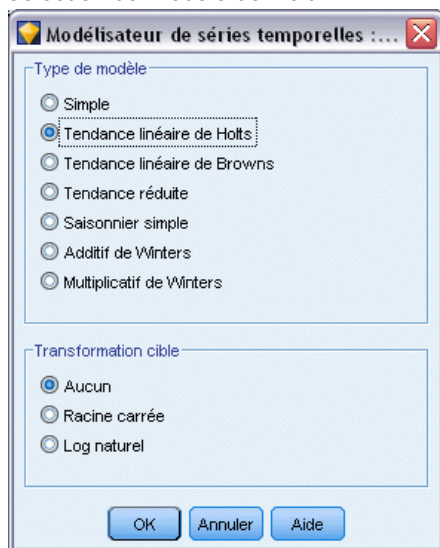 Modélisateur de séries temporelles :...
Type de modèle
Simple
Tendance linéaire de Holts
Tendance linéaire de Browns
Tendance réduite
Saisonnier simple
Additif de Winters
Multiplicatif de Winters
Transformation cible
Aucun
Racine carrée
Log naturel
OK Annuler Aide